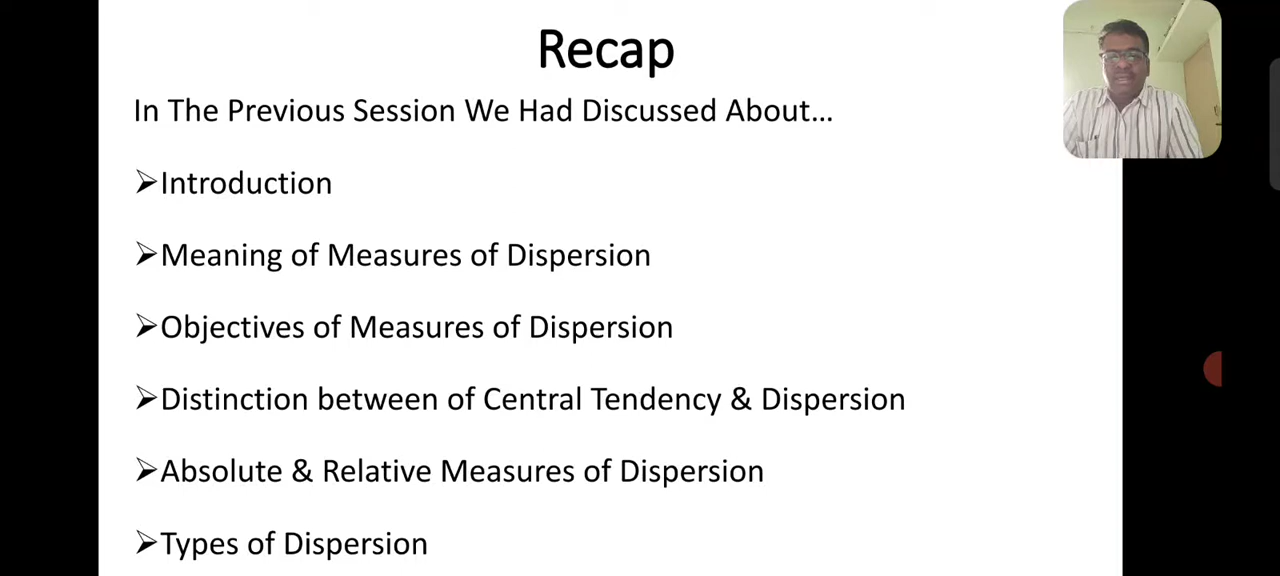 Recap
In The Previous Session We Had Discussed About...
➢Introduction
➢Meaning of Measures of Dispersion
➢Objectives of Measures of Dispersion
➢Distinction between of Central Tendency & Dispersion
➢Absolute & Relative Measures of Dispersion
➢Types of Dispersion